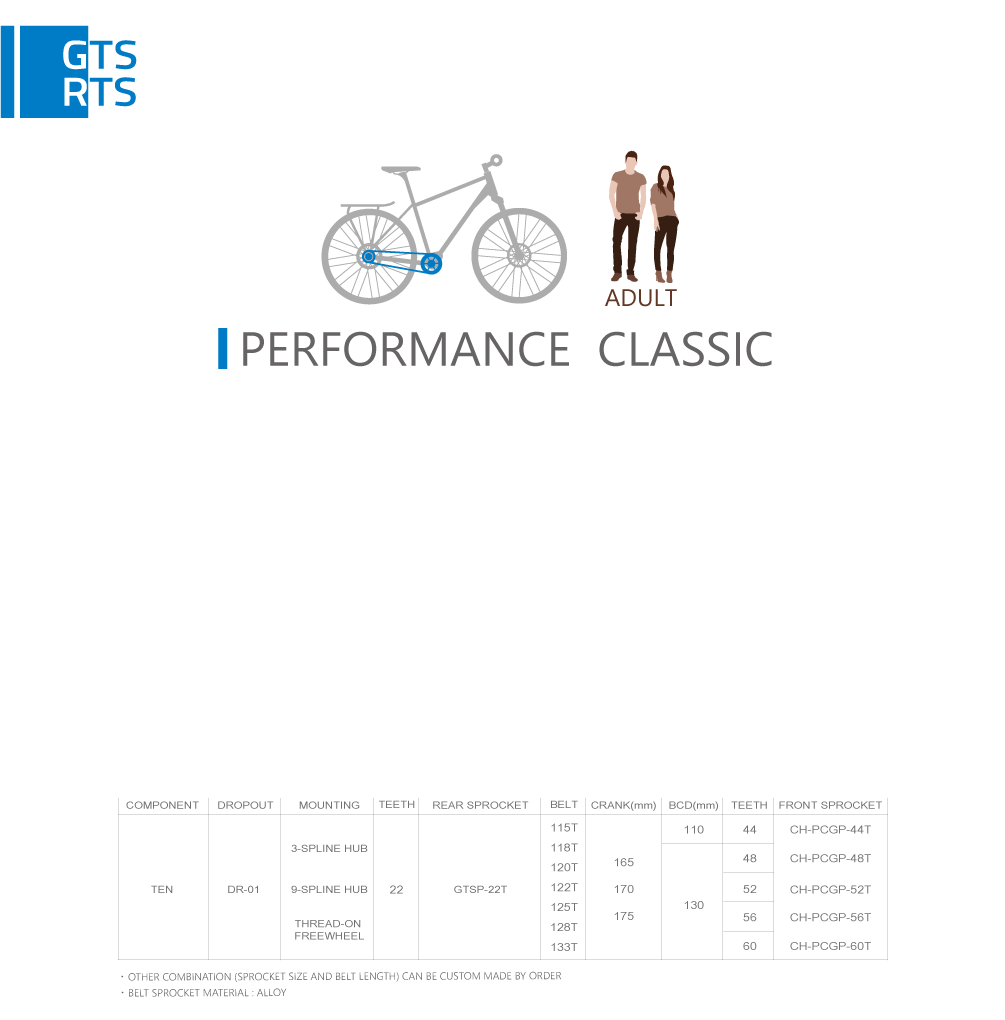 GTS
RTS
ADULT
PERFORMANCE CLASSIC
COMPONENT DROPOUT MOUNTING TEETH REAR SPROCKET BELT CRANK(mm) BCD(mm) TEETH FRONT SPROCKET
115T 110 44 CH-PCGP-44T
3-SPLINE HUB 118T
165 48 CH-PCGP-48T
120T
TEN DR-01 9-SPLINE HUB 22 GTSP-22T 122T 170 52 CH-PCGP-52T
125T 130
THREAD-ON
FREEWHEEL
175 56 CH-PCGP-56T
128T
133T 60 CH-PCGP-60T
· OTHER COMBINATION (SPROCKET SIZE AND BELT LENGTH) CAN BE CUSTOM MADE BY ORDER
· BELT SPROCKET MATERIAL : ALLOY